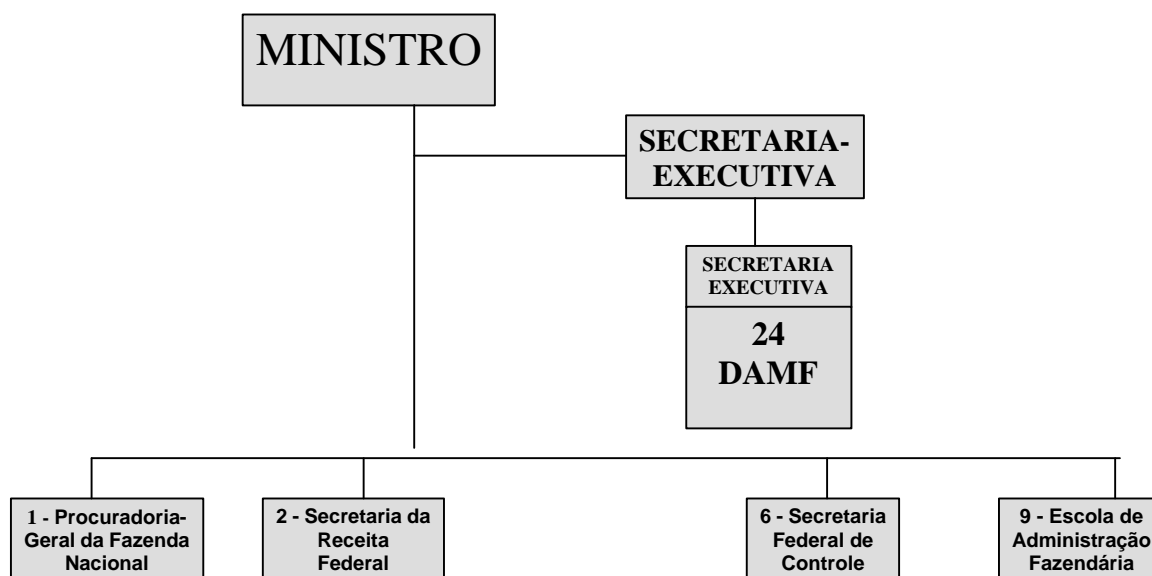 MINISTRO
SECRETARIA-
EXECUTIVA
SECRETARIA
EXECUTIVA
24
DAMF
1 - Procuradoria-
Geral da Fazenda
Nacional
2 - Secretaria da
Receita
Federal
6 - Secretaria
Federal de
Controle
9 - Escola de
Administração
Fazendária